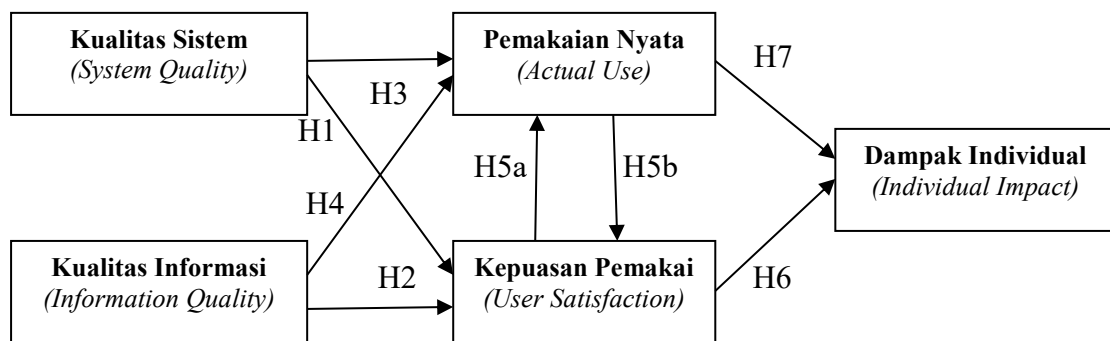 Kualitas Sistem
(System Quality)
Pemakaian Nyata
(Actual Use)
H7
H3
H1
Dampak Individual
(Individual Impact)
H5a
H5b
H4
Kualitas Informasi
(Information Quality)
H2
Kepuasan Pemakai
(User Satisfaction)
H6